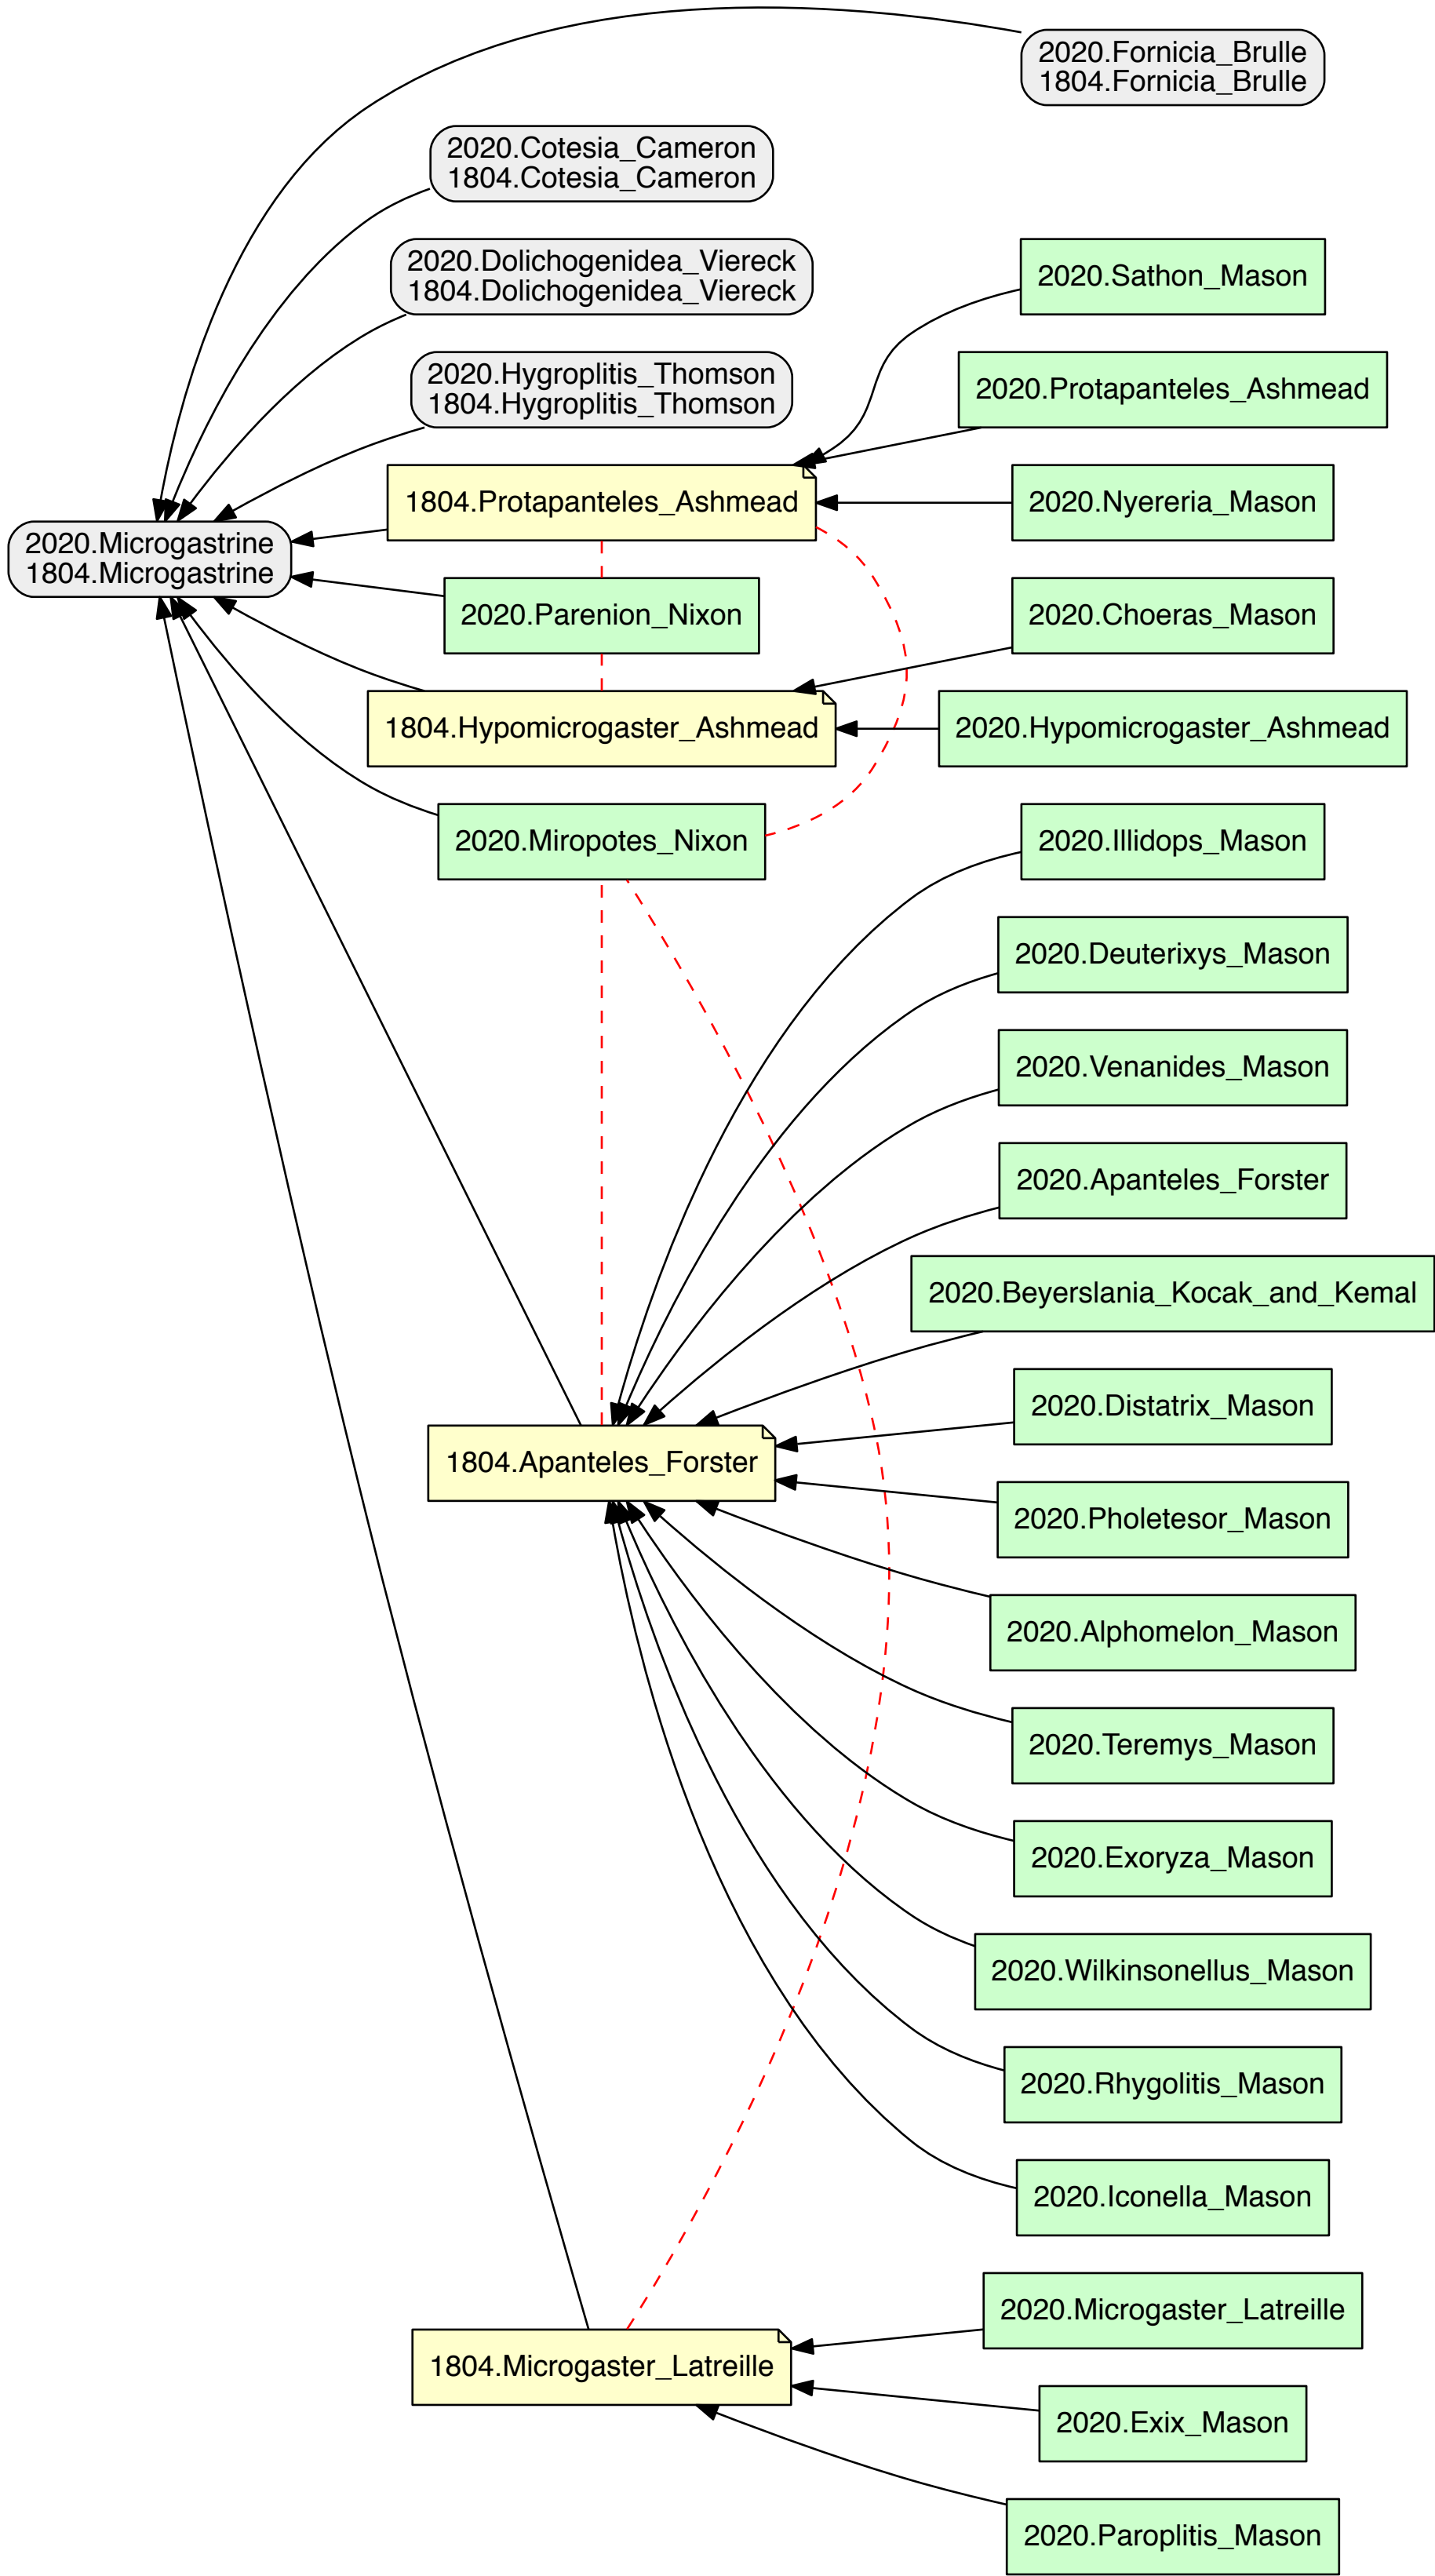 2020.Fornicia_Brulle
1804.Fornicia_Brulle
2020.Cotesia_Cameron
1804.Cotesia_Cameron
2020.Dolichogenidea_Viereck
1804.Dolichogenidea_Viereck
2020.Sathon_Mason
2020.Hygroplitis_Thomson
1804.Hygroplitis_Thomson
2020.Protapanteles_Ashmead
1804.Protapanteles_Ashmead
2020.Nyereria_Mason
2020.Microgastrine
1804.Microgastrine
2020.Parenion_Nixon
2020.Choeras_Mason
1804.Hypomicrogaster_Ashmead
2020.Hypomicrogaster_Ashmead
2020.Miropotes_Nixon
2020.Illidops_Mason
2020.Deuterixys_Mason
2020.Venanides_Mason
2020.Apanteles_Forster
2020.Beyerslania_Kocak_and_Kemal
2020.Distatrix_Mason
1804.Apanteles_Forster
2020.Pholetesor_Mason
2020.Alphomelon_Mason
2020.Teremys_Mason
2020.Exoryza_Mason
2020.Wilkinsonellus_Mason
2020.Rhygolitis_Mason
2020.Iconella_Mason
2020.Microgaster_Latreille
1804.Microgaster_Latreille
2020.Exix_Mason
2020.Paroplitis_Mason